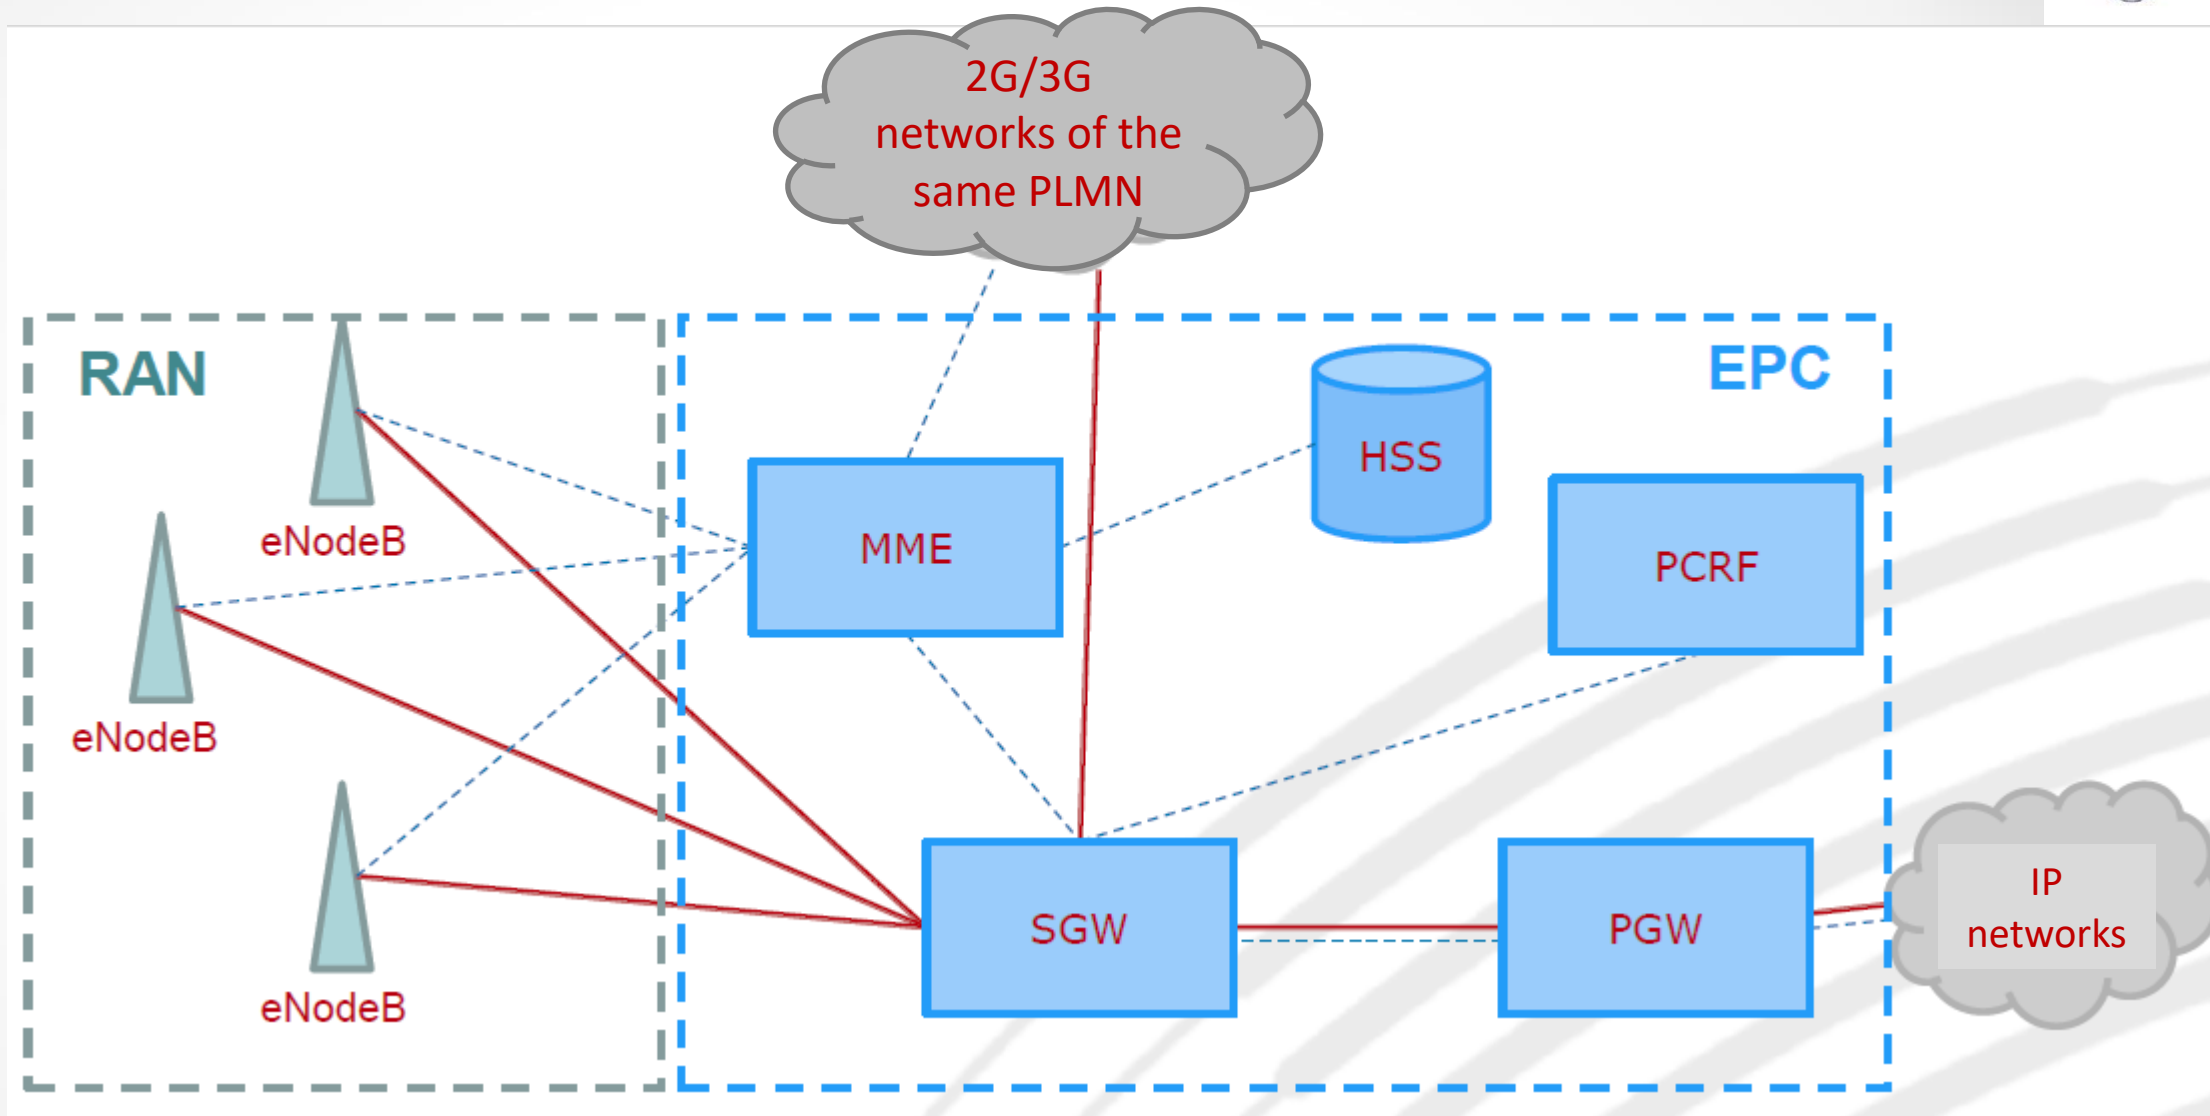 2G/3G
networks of the
same PLMN
RAN
EPC
HSS
eNodeB
MME
PCRF
eNodeB
SGW
PGW
IP
networks
eNodeB